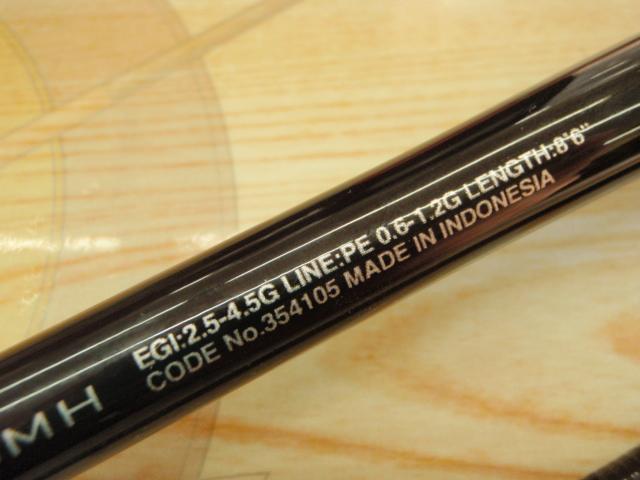 EGI:2.5-4.5G LINE:PE 0.6-1.2G LENGTH:8'6"
CODE No.354105 MADE IN INDONESIA
MH